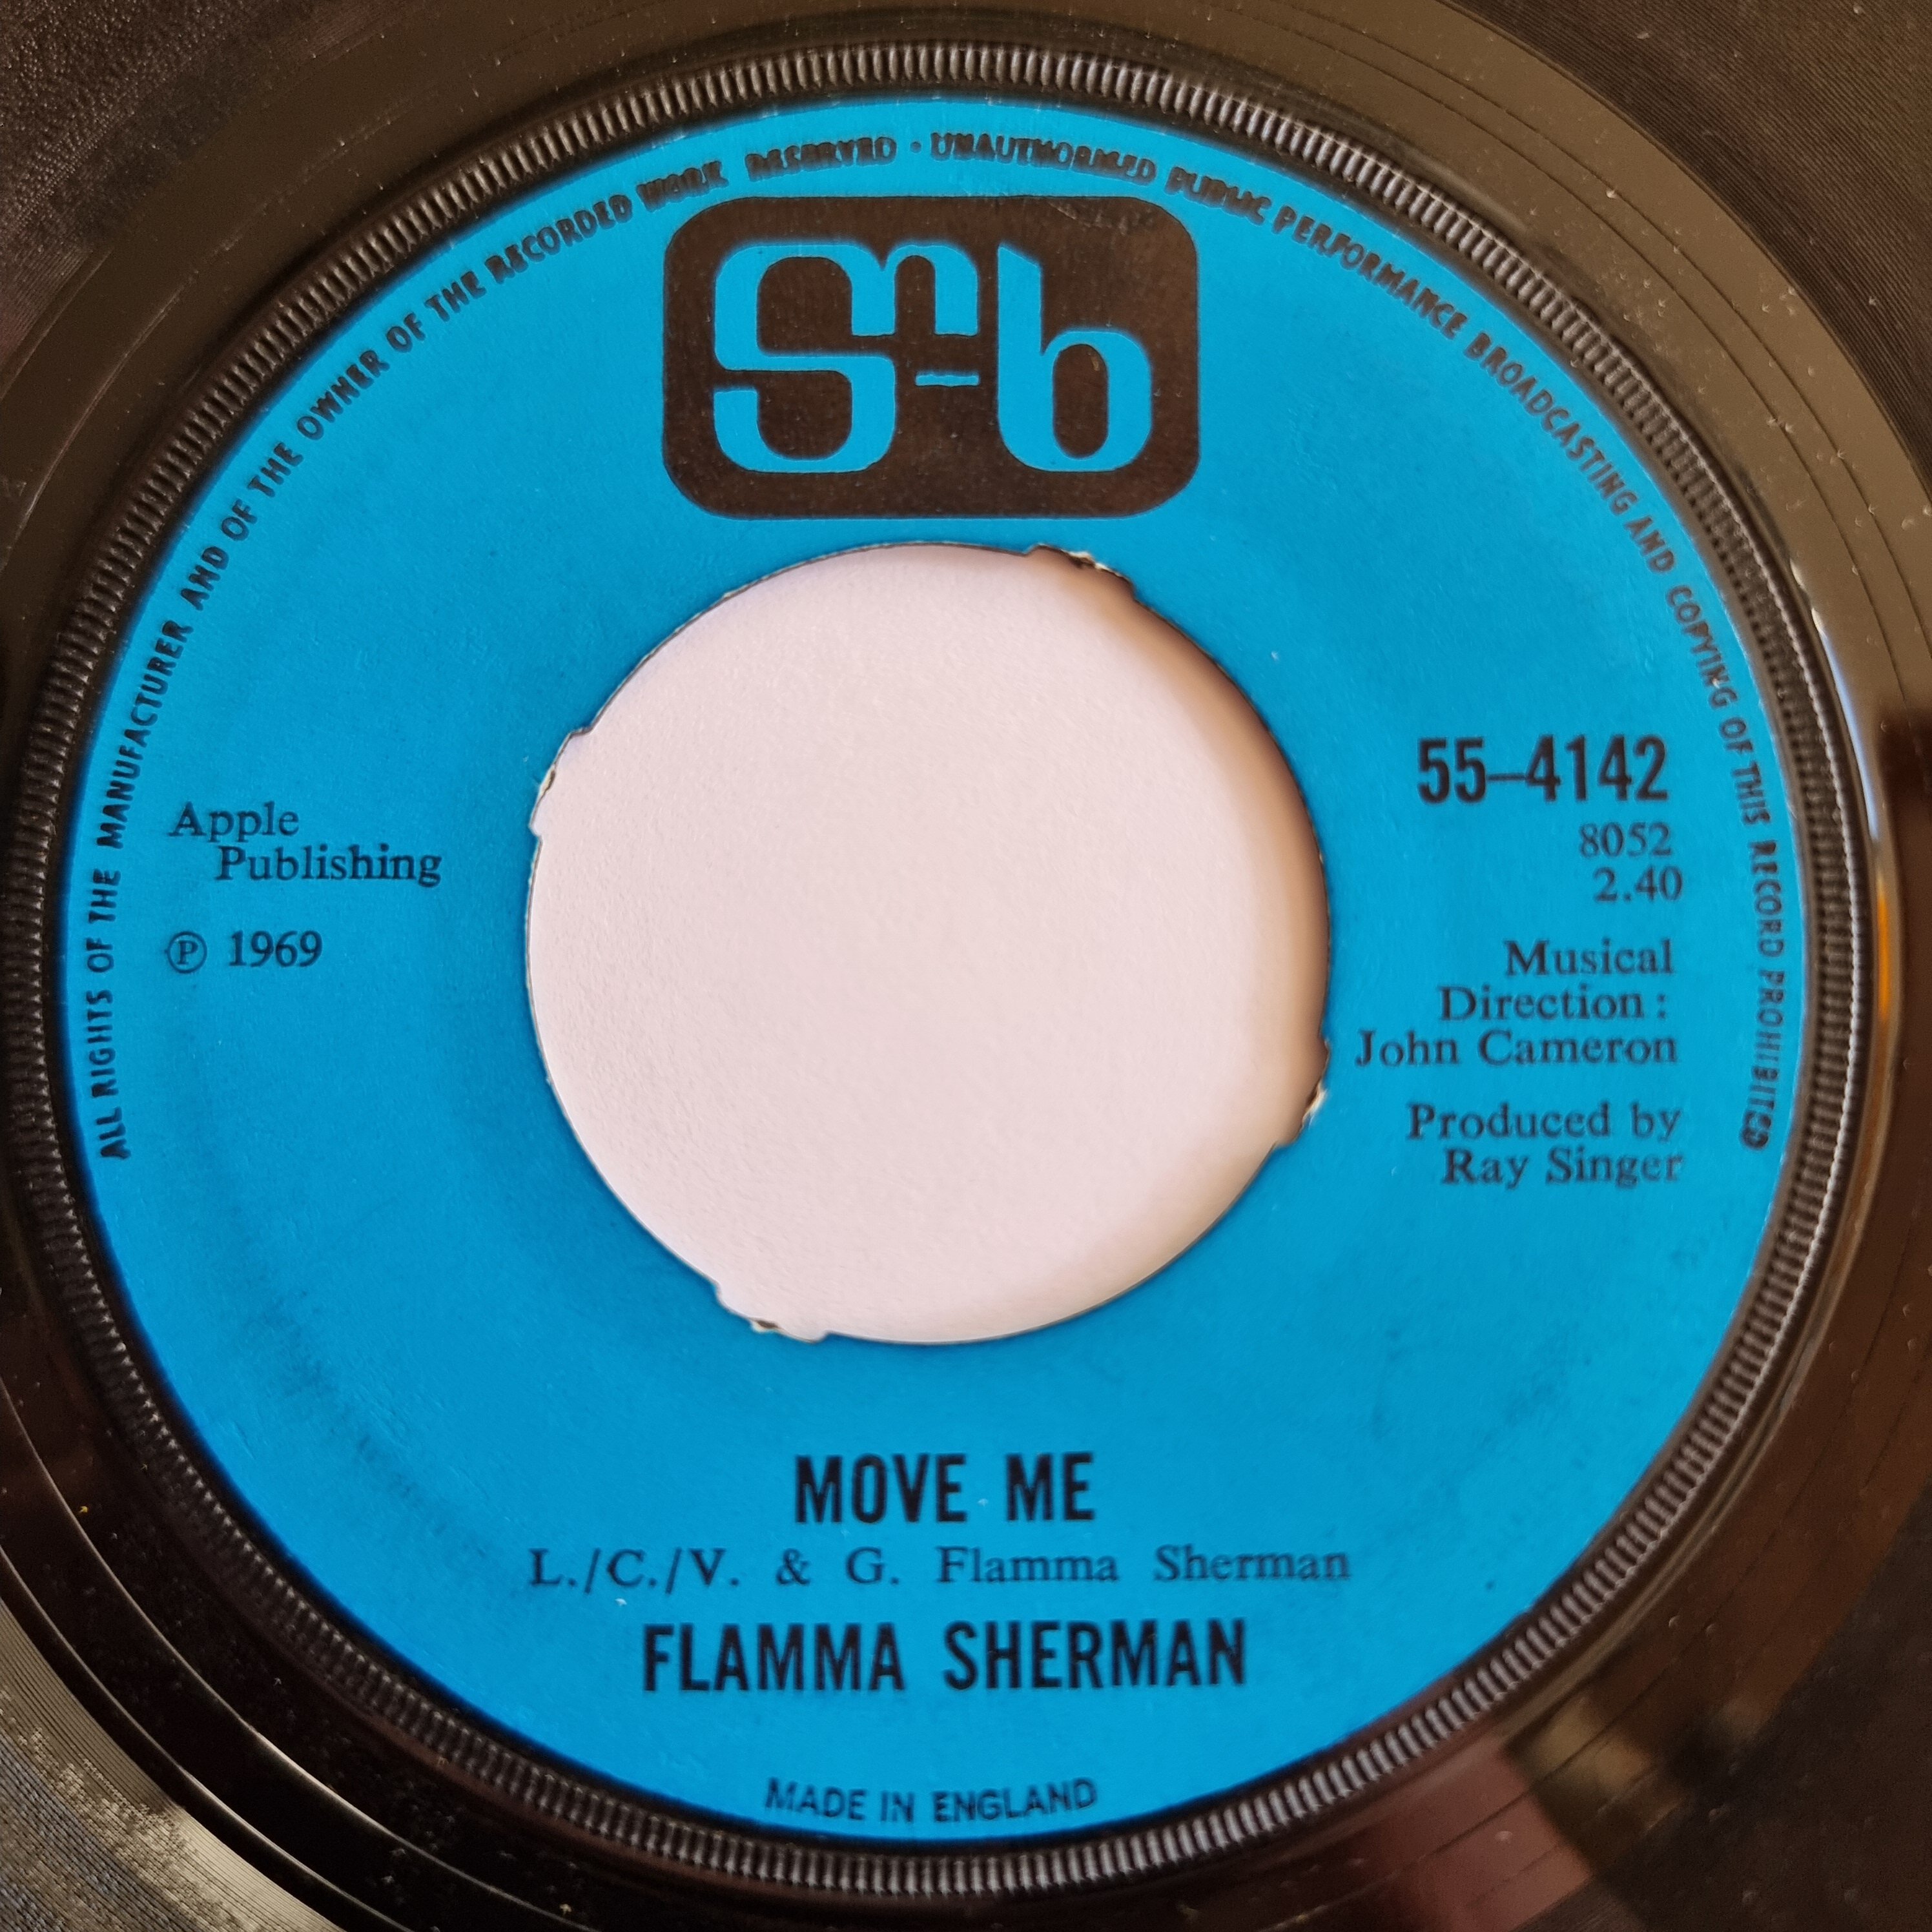 ALL RIGHTS OF THE MANUFACTURER AND OF THE OWNER OF THE RECORDED WORK RESERVED · UNAUTHORISED PUBLIC PERFORMANCE BROADCASTING AND COPYING OF THIS RECORD PROHIBITED
Snb
Apple
Publishing
℗ 1969
55-4142
8052
2.40
Musical
Direction :
John Cameron
Produced by
Ray Singer
MOVE ME
L./C./V. & G. Flamma Sherman
FLAMMA SHERMAN
MADE IN ENGLAND